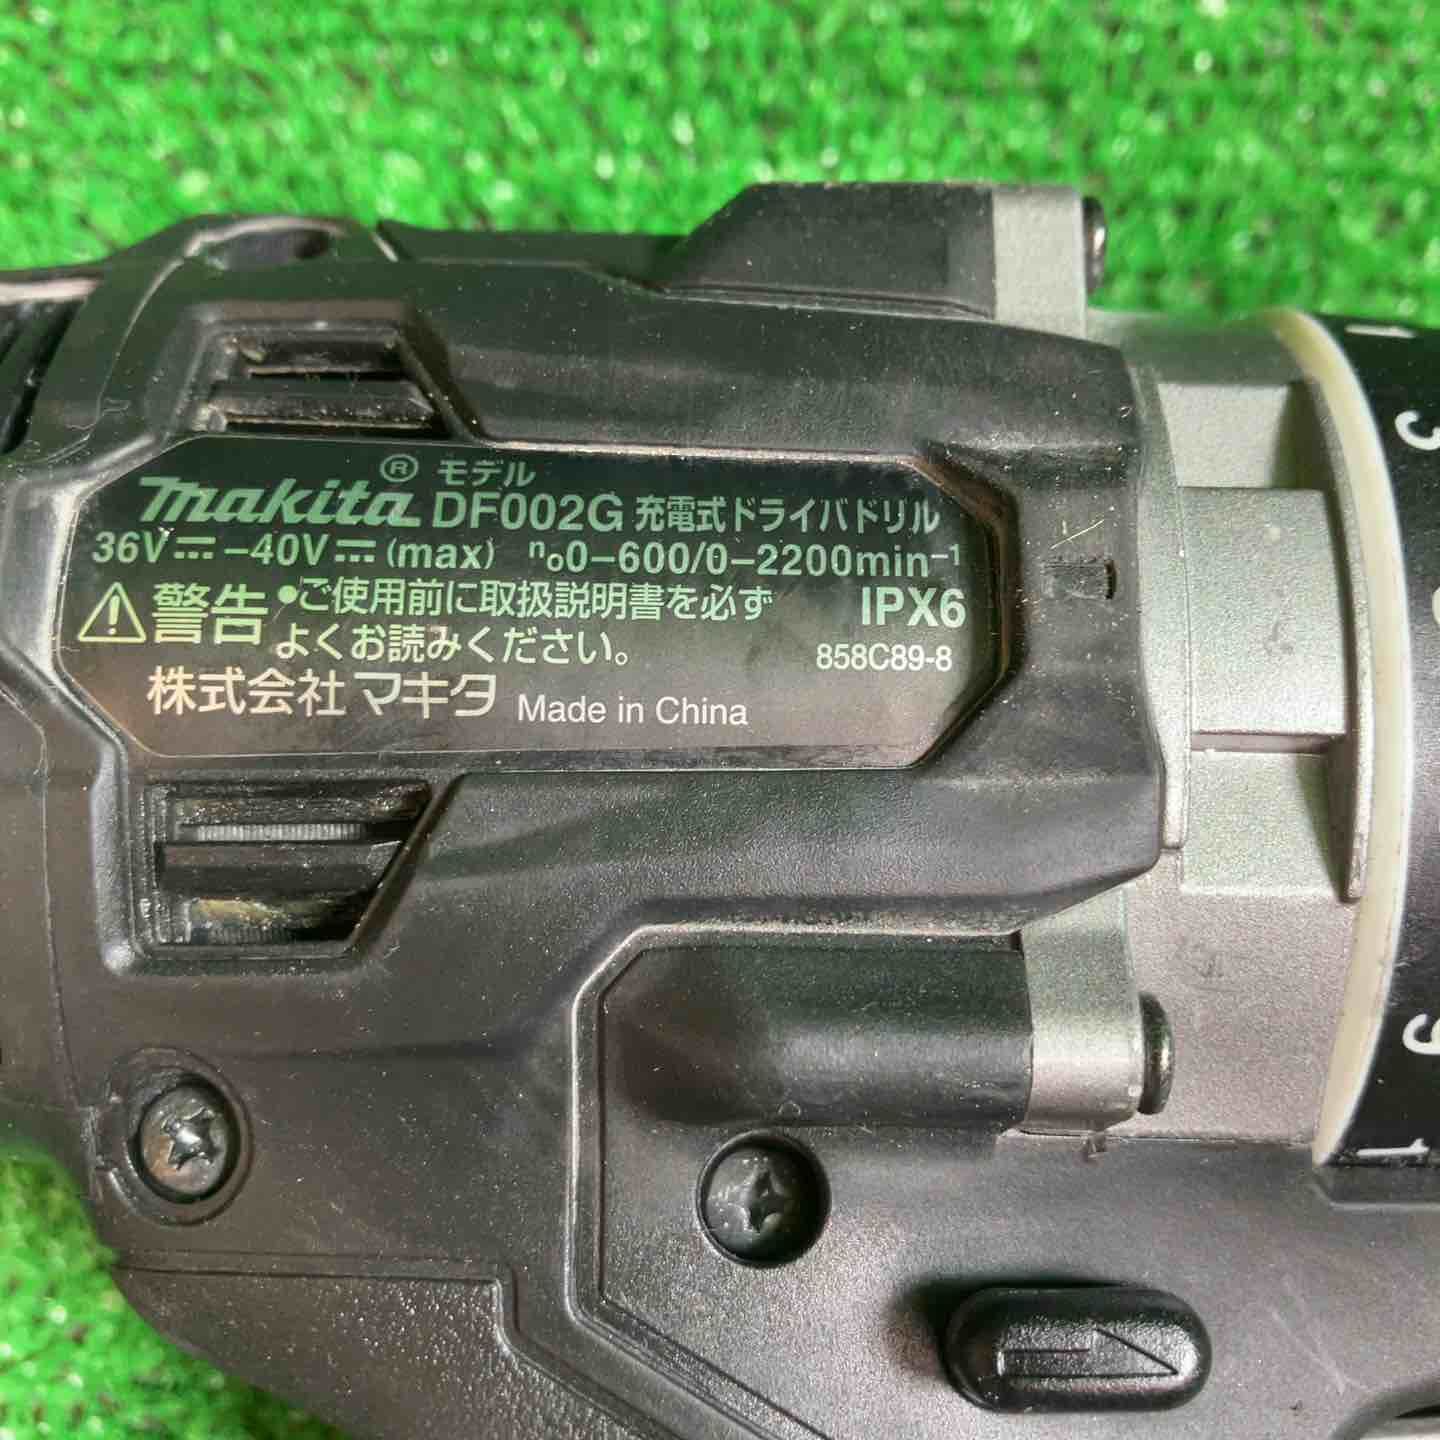 makita® モデル DF002G 充電式ドライバドリル
36V⎓-40V⎓(max) n₀0-600/0-2200min⁻¹
⚠警告 •ご使用前に取扱説明書を必ず
よくお読みください。
IPX6
858C89-8
株式会社マキタ Made in China
3
9
1